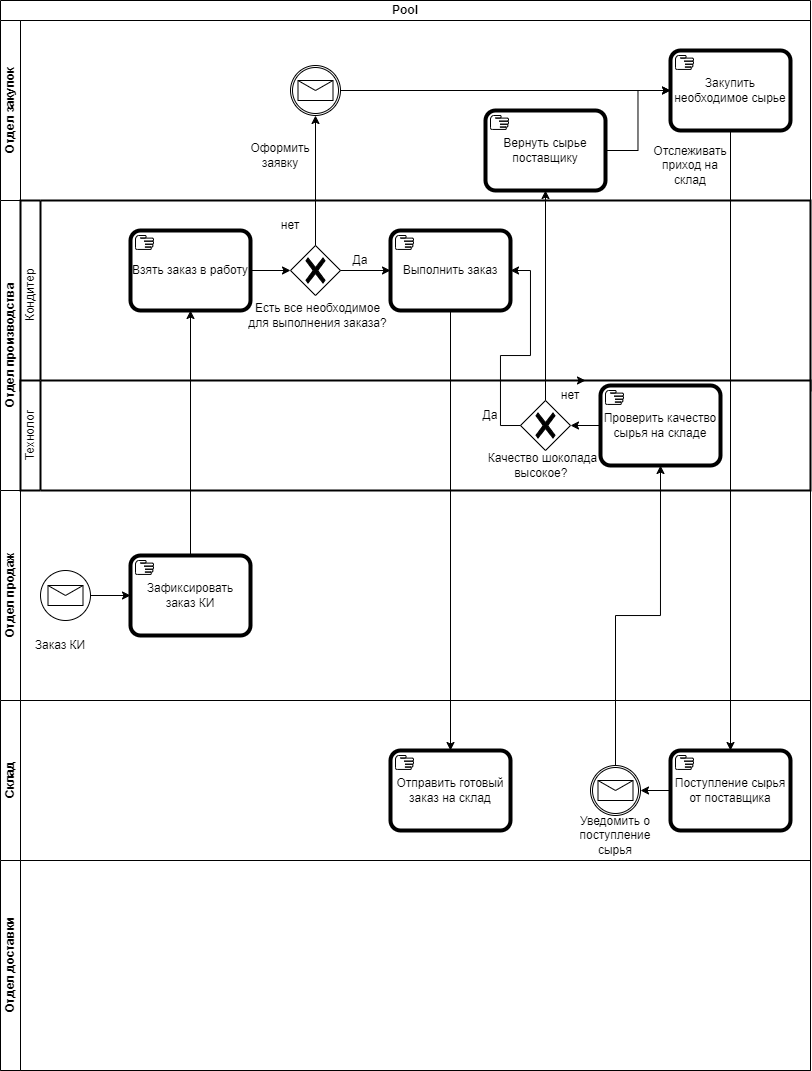 Pool
Отдел закупок
Закупить
необходимое сырье
Вернуть сырье
поставщику
Оформить
заявку
Отслеживать
приход на
склад
Отдел производства
Кондитер
нет
Взять заказ в работу
Да
Выполнить заказ
Есть все необходимое
для выполнения заказа?
Технолог
нет
Да
Проверить качество
сырья на складе
Качество шоколада
высокое?
Отдел продаж
Зафиксировать
заказ КИ
Заказ КИ
Склад
Отправить готовый
заказ на склад
Поступление сырья
от поставщика
Уведомить о
поступление
сырья
Отдел доставки